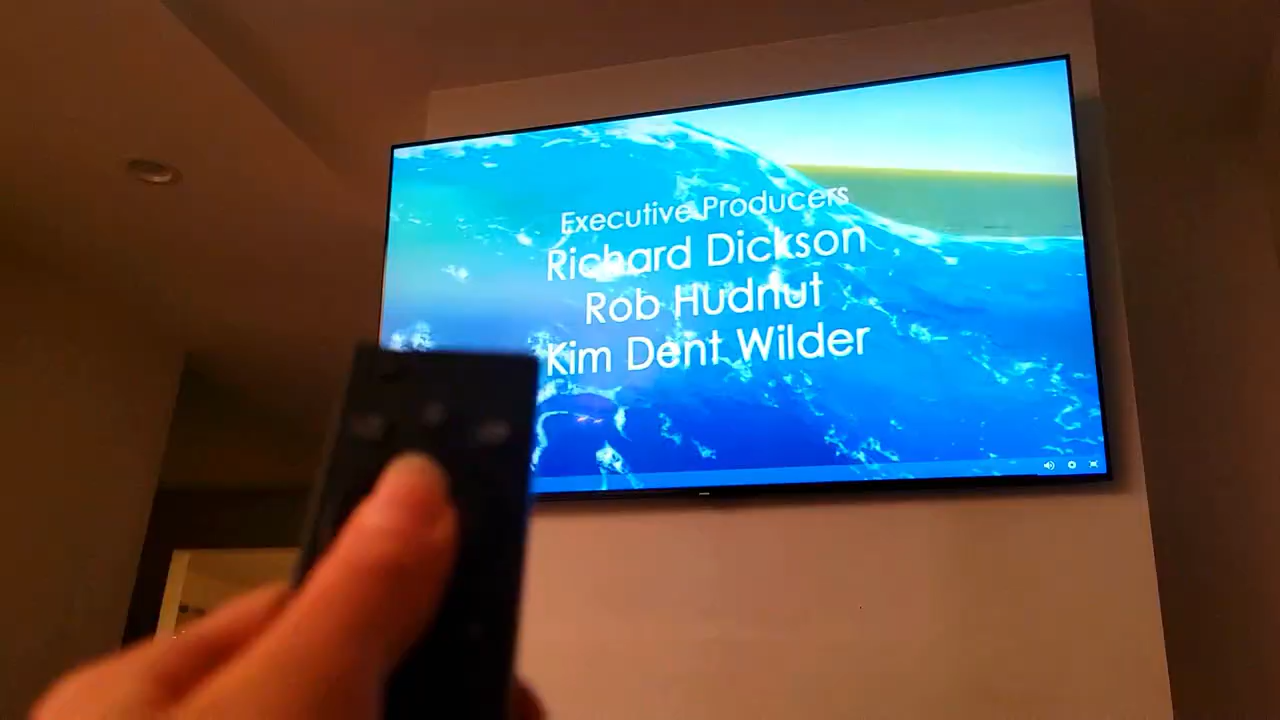 Executive Producers
Richard Dickson
Rob Hudnut
Kim Dent Wilder